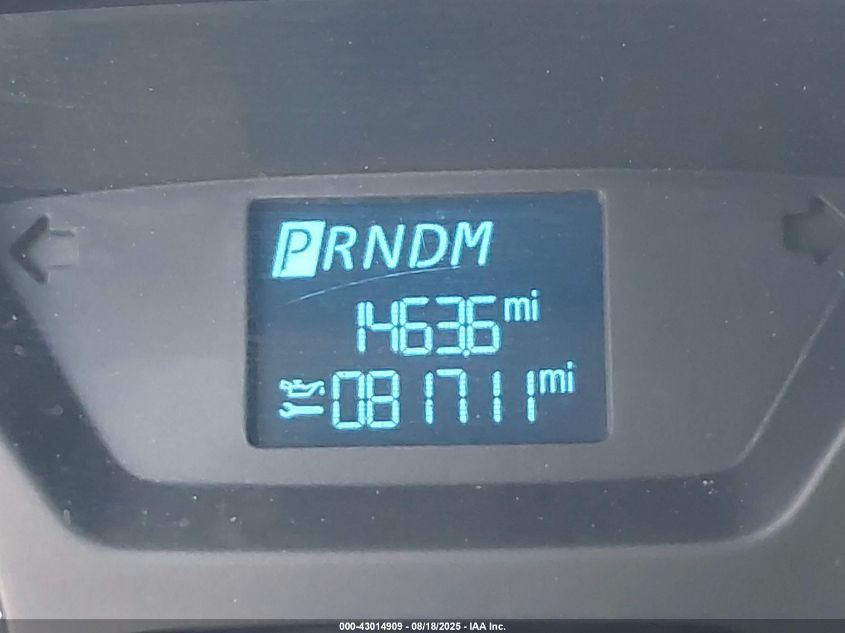 PRNDM
1463.6 mi
081711 mi
000-43014909 - 08/18/2025 - IAA Inc.